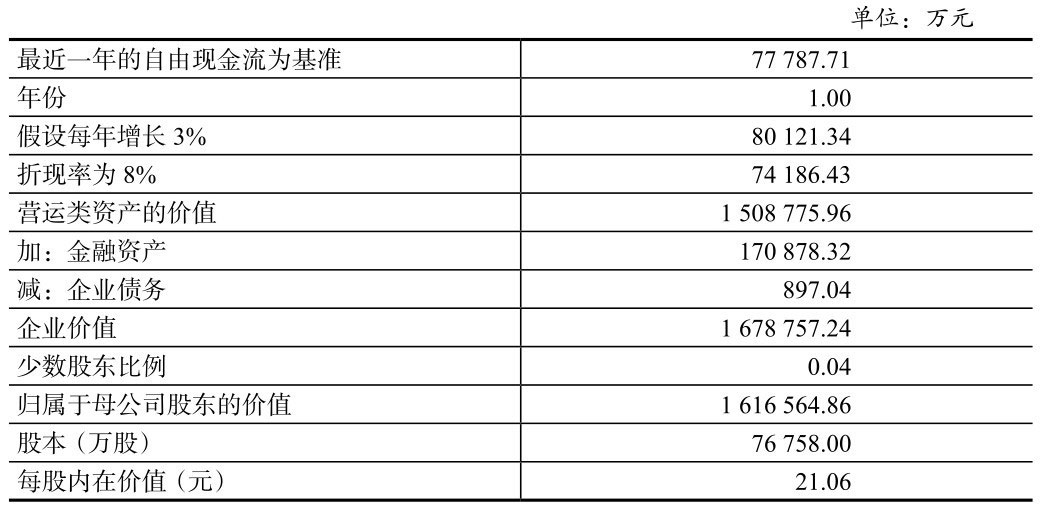 单位：万元
最近一年的自由现金流为基准 77 787.71
年份 1.00
假设每年增长 3% 80 121.34
折现率为 8% 74 186.43
营运类资产的价值 1 508 775.96
加：金融资产 170 878.32
减：企业债务 897.04
企业价值 1 678 757.24
少数股东比例 0.04
归属于母公司股东的价值 1 616 564.86
股本（万股） 76 758.00
每股内在价值（元） 21.06